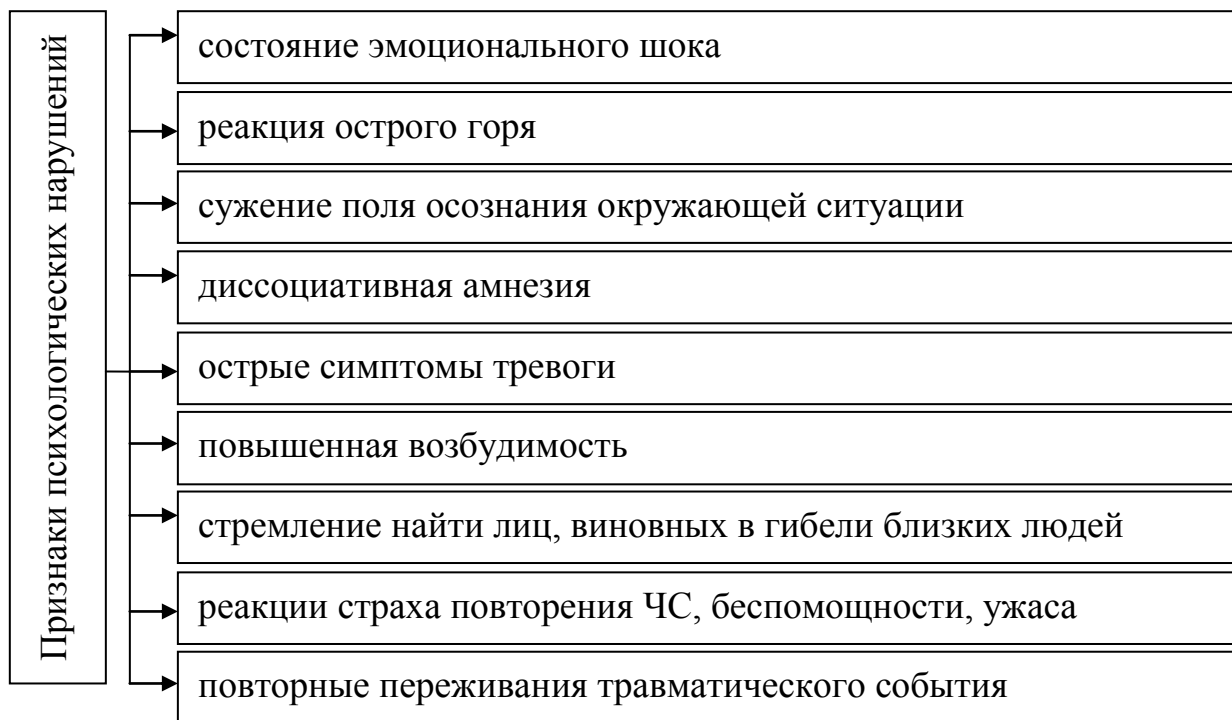 Признаки психологических нарушений
состояние эмоционального шока
реакция острого горя
сужение поля осознания окружающей ситуации
диссоциативная амнезия
острые симптомы тревоги
повышенная возбудимость
стремление найти лиц, виновных в гибели близких людей
реакции страха повторения ЧС, беспомощности, ужаса
повторные переживания травматического события